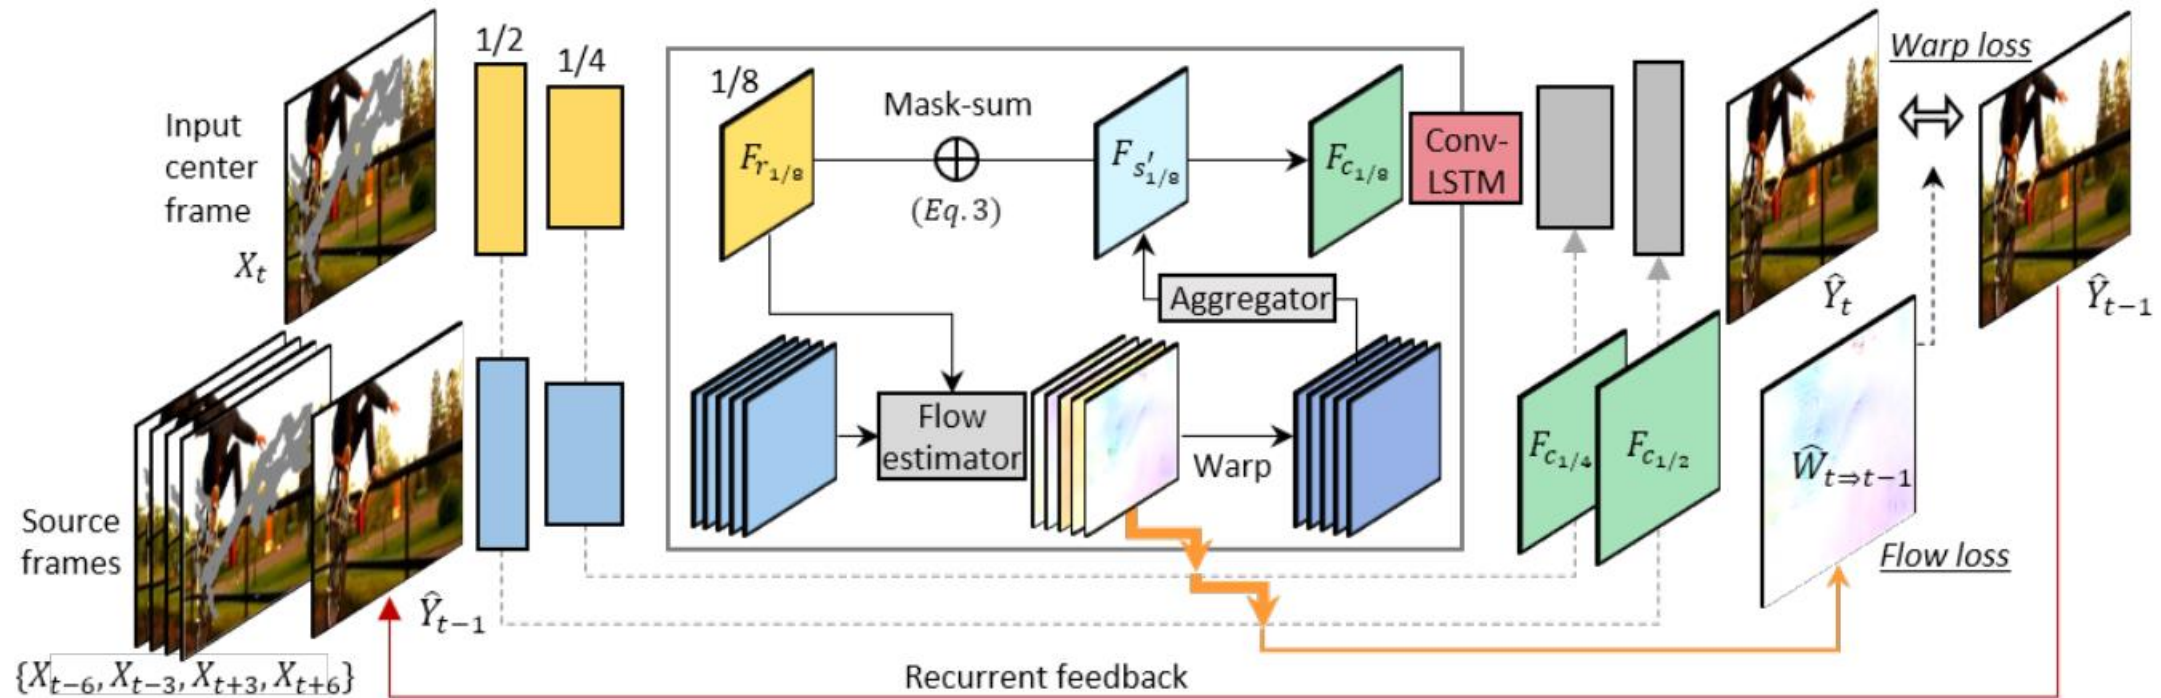 Input
center
frame
X_t
1/2
1/4
1/8
F_{r_{1/8}}
Mask-sum
⊕
(Eq. 3)
F_{s'_{1/8}}
F_{c_{1/8}}
Conv-
LSTM
Warp loss
Ŷ_t
Ŷ_{t−1}
Aggregator
Source
frames
{X_{t−6}, X_{t−3}, X_{t+3}, X_{t+6}}
Ŷ_{t−1}
Flow
estimator
Warp
F_{c_{1/4}}
F_{c_{1/2}}
Ŵ_{t⇒t−1}
Flow loss
Recurrent feedback